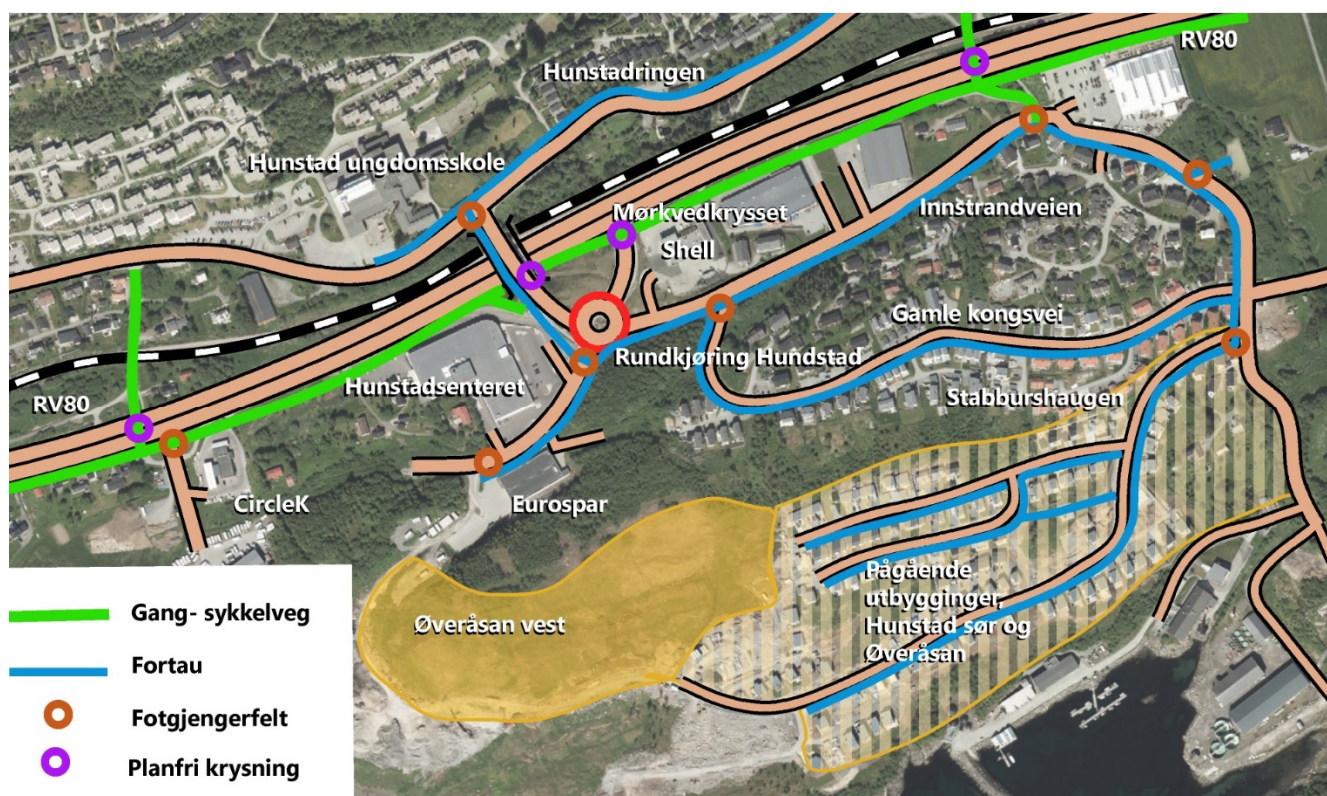 RV80
Hunstadringen
Hunstad ungdomsskole
Mørkvedkrysset
Shell
Innstrandveien
Gamle kongsvei
Rundkjøring Hundstad
Hunstadsenteret
Stabburshaugen
RV80
CircleK
Eurospar
Pågående
utbygginger,
Hunstad sør og
Øveråsan
Øveråsan vest
Gang- sykkelveg
Fortau
Fotgjengerfelt
Planfri krysning